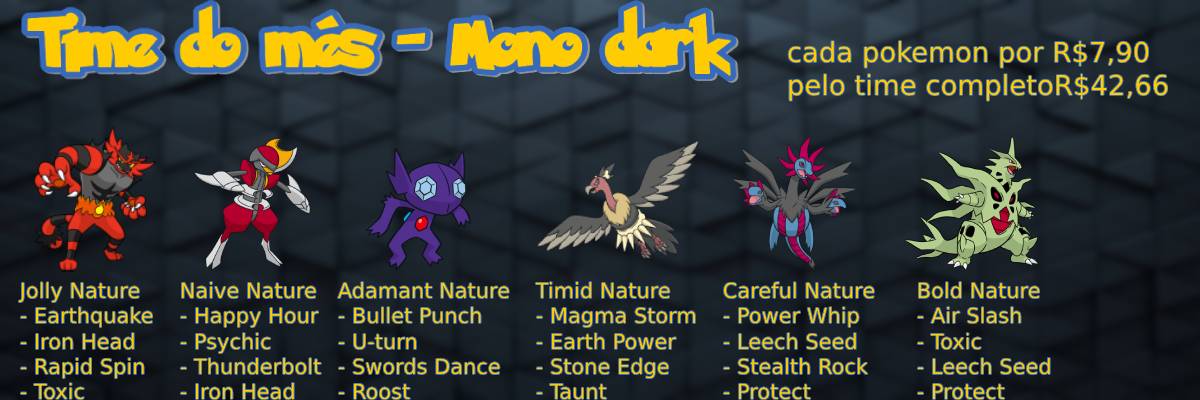 Time do mês - Mono dark
cada pokemon por R$7,90
pelo time completoR$42,66
Jolly Nature
- Earthquake
- Iron Head
- Rapid Spin
- Toxic
Naive Nature
- Happy Hour
- Psychic
- Thunderbolt
- Iron Head
Adamant Nature
- Bullet Punch
- U-turn
- Swords Dance
- Roost
Timid Nature
- Magma Storm
- Earth Power
- Stone Edge
- Taunt
Careful Nature
- Power Whip
- Leech Seed
- Stealth Rock
- Protect
Bold Nature
- Air Slash
- Toxic
- Leech Seed
- Protect